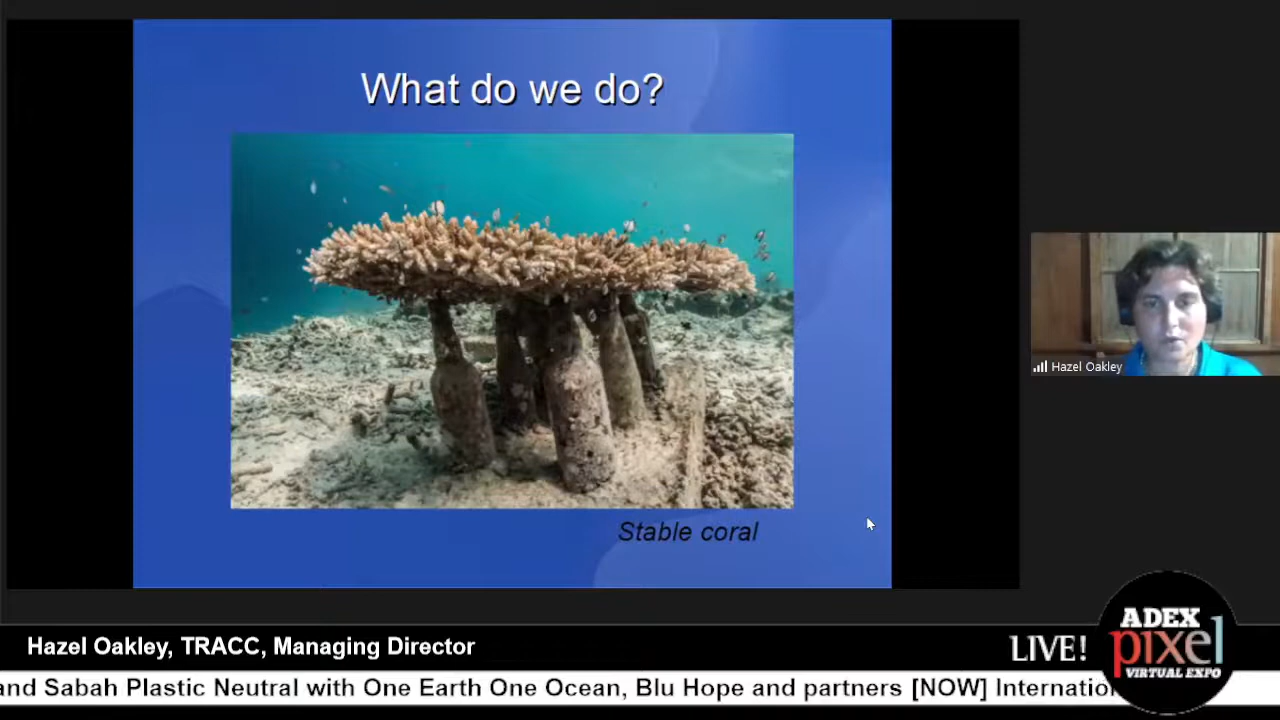 What do we do?
Stable coral
Hazel Oakley
Hazel Oakley, TRACC, Managing Director
LIVE!
ADEX
pixel
VIRTUAL EXPO
and Sabah Plastic Neutral with One Earth One Ocean, Blu Hope and partners [NOW] Internatio